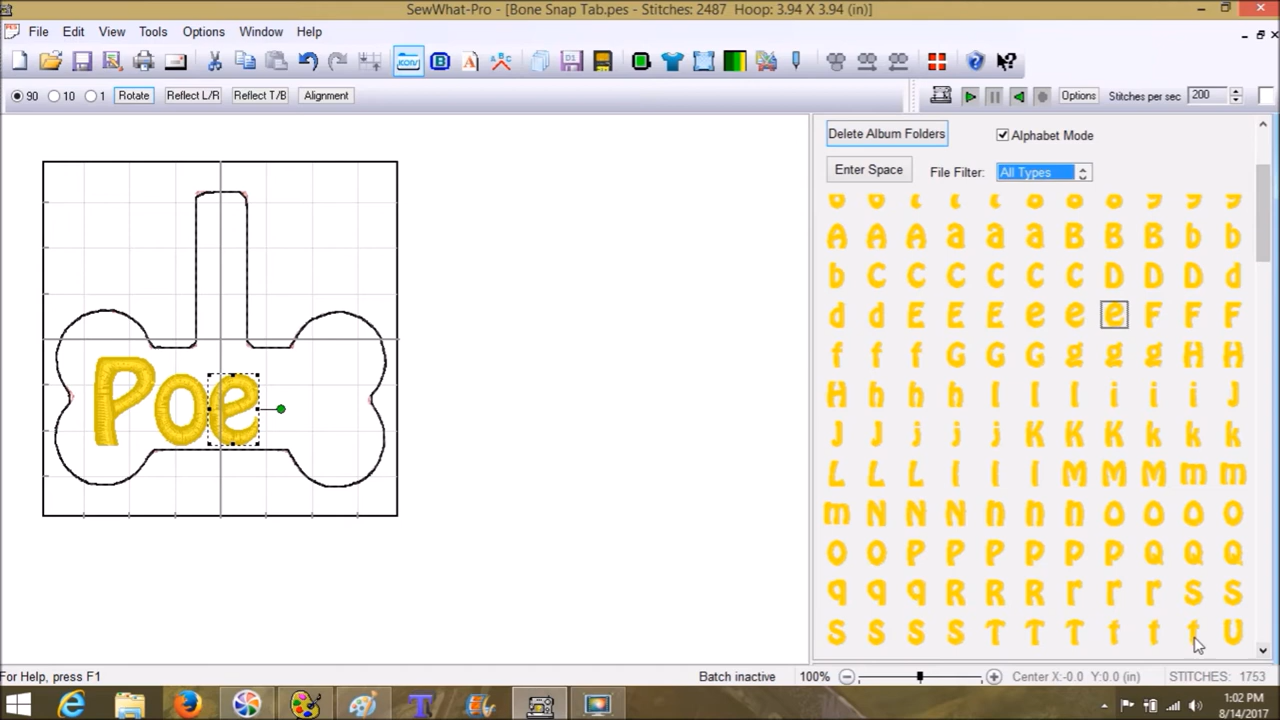 SewWhat-Pro - [Bone Snap Tab.pes - Stitches: 2487 Hoop: 3.94 X 3.94 (in)]
File Edit View Tools Options Window Help
90 10 1 Rotate Reflect L/R Reflect T/B Alignment Options Stitches per sec 200
Delete Album Folders Alphabet Mode
Enter Space File Filter: All Types
A A A a a a B B B b b
b C C C C C C D D D d
d d E E E e e e F F F
f f f G G G g g g H H
H h h h I I I i i i J
J J j j j K K K k k k
L L L l l l M M M m m
m N N N n n n O O O O
O O P P P P P P Q Q Q
q q q R R R r r r S S
S S S S T T T t t t U
Poe
For Help, press F1 Batch inactive 100% Center X:-0.0 Y:0.0 (in) STITCHES: 1753
1:02 PM
8/14/2017